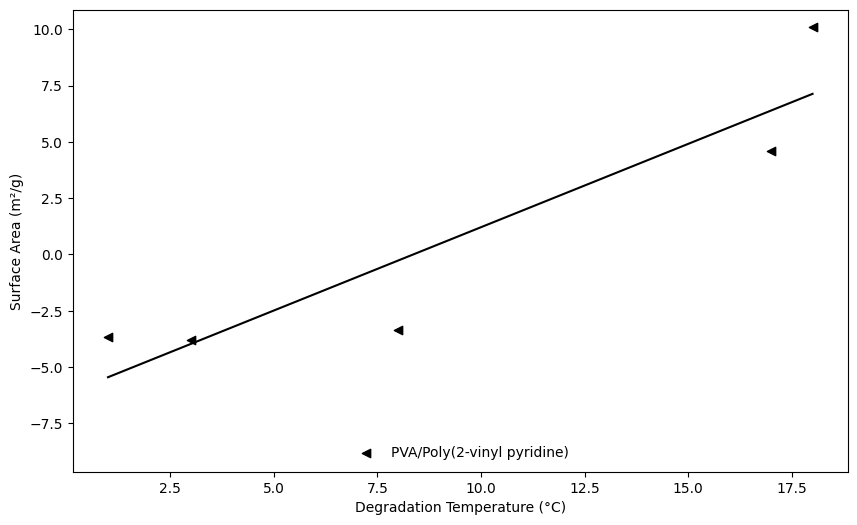 10.0
7.5
5.0
2.5
0.0
−2.5
−5.0
−7.5
Surface Area (m²/g)
PVA/Poly(2-vinyl pyridine)
2.5 5.0 7.5 10.0 12.5 15.0 17.5
Degradation Temperature (°C)